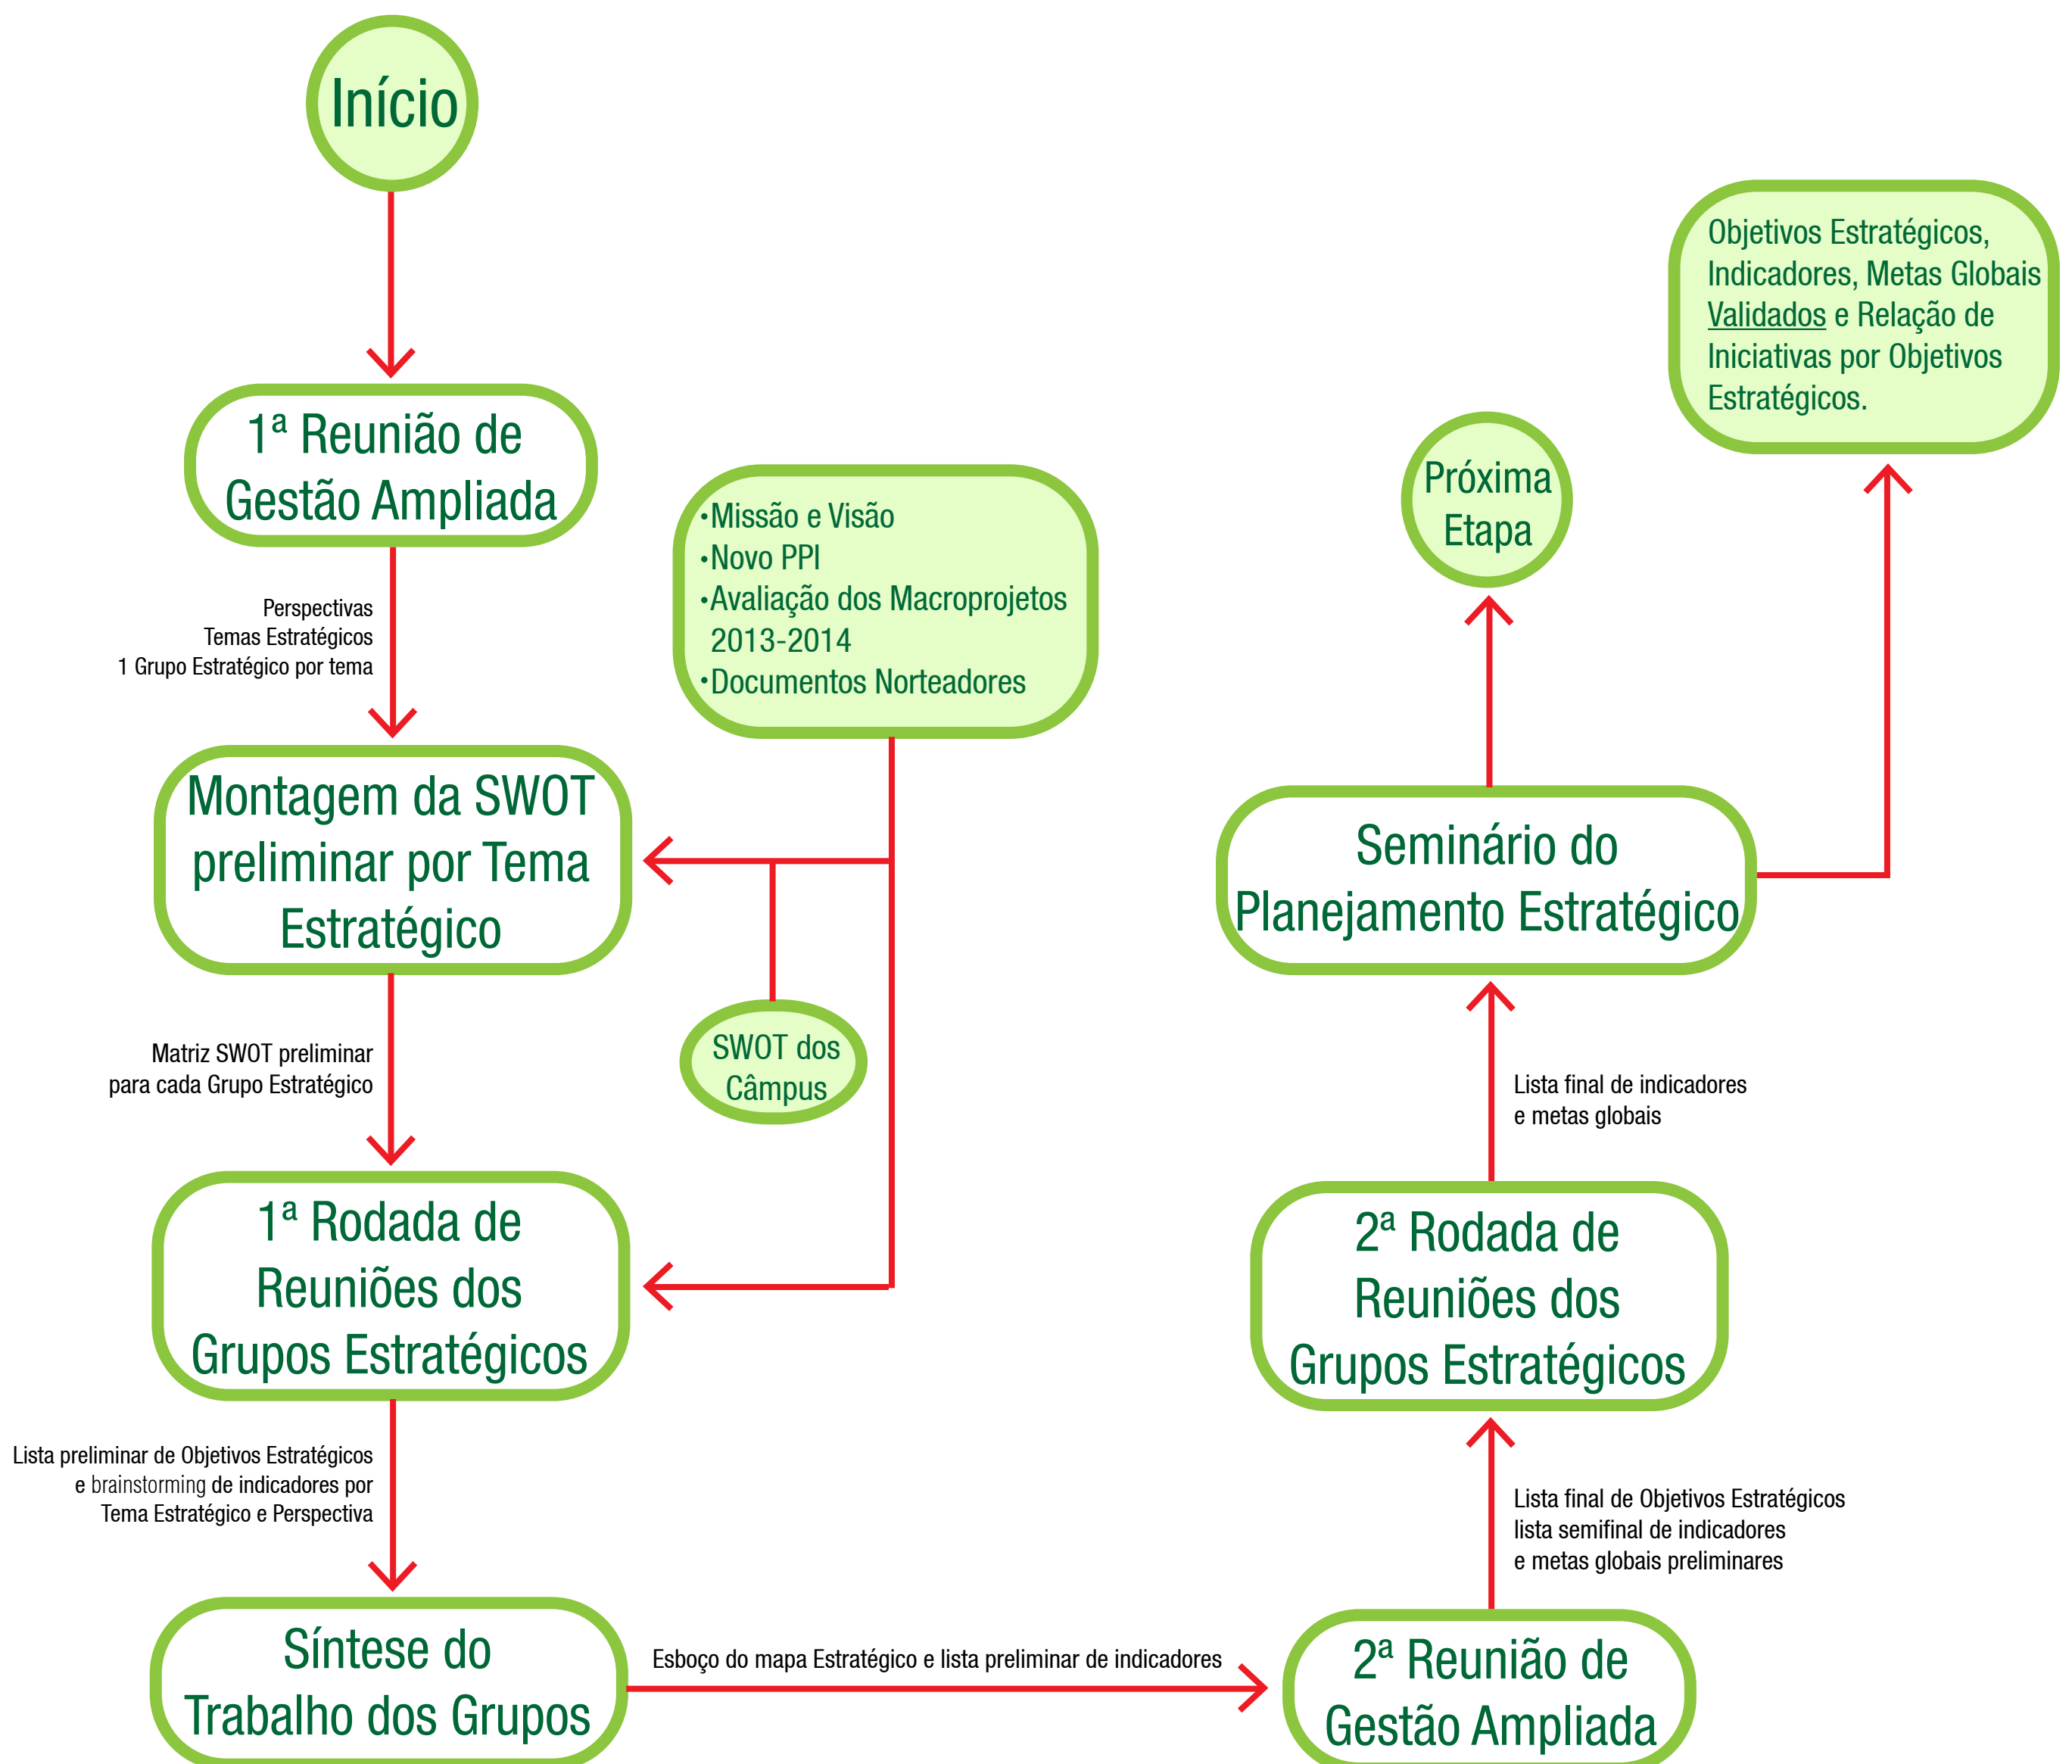 Início
1ª Reunião de
Gestão Ampliada
Perspectivas
Temas Estratégicos
1 Grupo Estratégico por tema
•Missão e Visão
•Novo PPI
•Avaliação dos Macroprojetos
2013-2014
•Documentos Norteadores
Montagem da SWOT
preliminar por Tema
Estratégico
SWOT dos
Câmpus
Matriz SWOT preliminar
para cada Grupo Estratégico
1ª Rodada de
Reuniões dos
Grupos Estratégicos
Lista preliminar de Objetivos Estratégicos
e brainstorming de indicadores por
Tema Estratégico e Perspectiva
Síntese do
Trabalho dos Grupos
Esboço do mapa Estratégico e lista preliminar de indicadores
2ª Reunião de
Gestão Ampliada
Lista final de Objetivos Estratégicos
lista semifinal de indicadores
e metas globais preliminares
2ª Rodada de
Reuniões dos
Grupos Estratégicos
Lista final de indicadores
e metas globais
Seminário do
Planejamento Estratégico
Próxima
Etapa
Objetivos Estratégicos,
Indicadores, Metas Globais
Validados e Relação de
Iniciativas por Objetivos
Estratégicos.